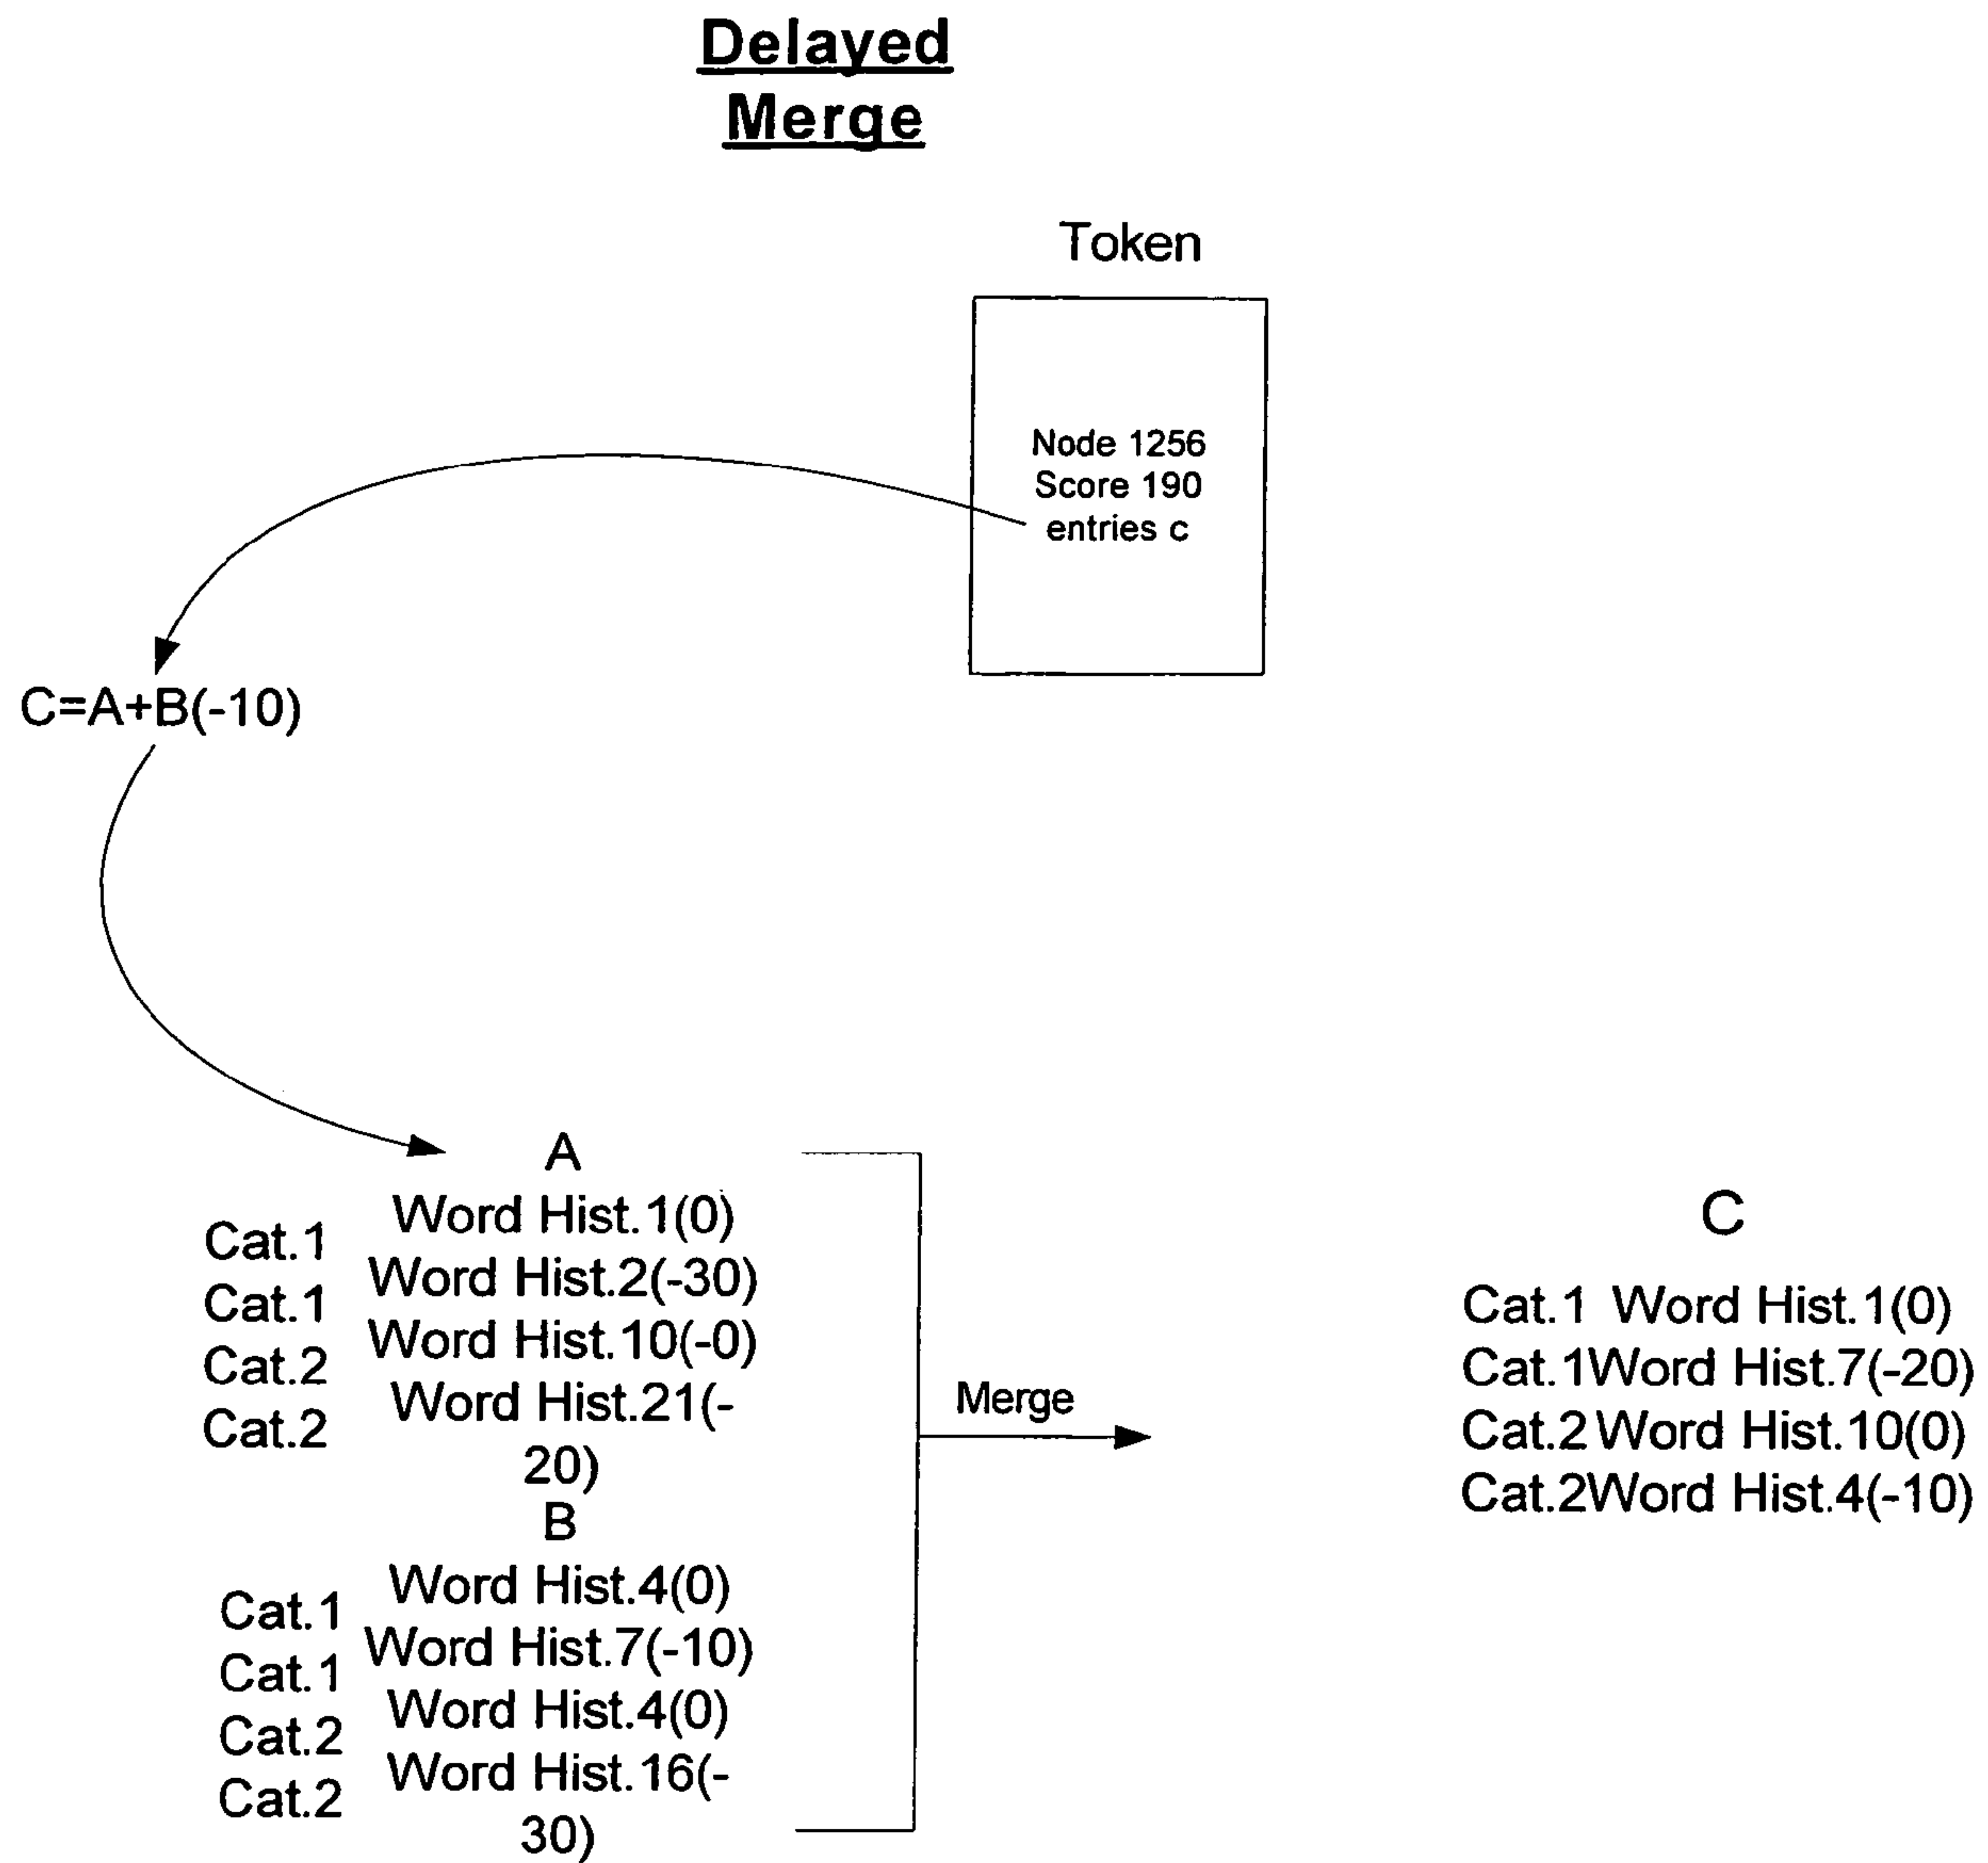 Delayed
Merge
Token
Node 1256
Score 190
entries c
C=A+B(-10)
A
Cat.1 Word Hist.1(0)
Cat.1 Word Hist.2(-30)
Cat.2 Word Hist.10(-0)
Cat.2 Word Hist.21(-
20)
B
Cat.1 Word Hist.4(0)
Cat.1 Word Hist.7(-10)
Cat.2 Word Hist.4(0)
Cat.2 Word Hist.16(-
30)
Merge
C
Cat.1 Word Hist.1(0)
Cat.1Word Hist.7(-20)
Cat.2 Word Hist.10(0)
Cat.2Word Hist.4(-10)